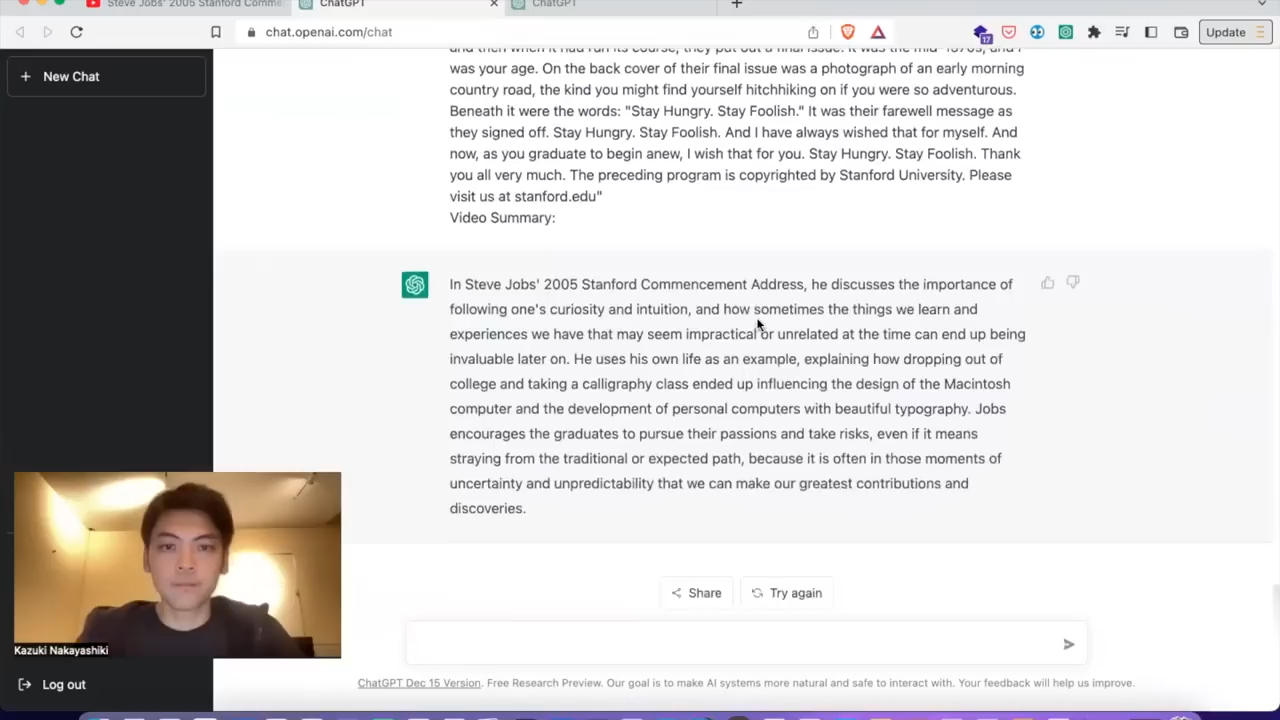 Steve Jobs' 2005 Stanford Comme
ChatGPT
ChatGPT
chat.openai.com/chat
17
Update
New Chat
and then when it had run its course, they put out a final issue. It was the mid-1970s, and I
was your age. On the back cover of their final issue was a photograph of an early morning
country road, the kind you might find yourself hitchhiking on if you were so adventurous.
Beneath it were the words: "Stay Hungry. Stay Foolish." It was their farewell message as
they signed off. Stay Hungry. Stay Foolish. And I have always wished that for myself. And
now, as you graduate to begin anew, I wish that for you. Stay Hungry. Stay Foolish. Thank
you all very much. The preceding program is copyrighted by Stanford University. Please
visit us at stanford.edu"
Video Summary:
In Steve Jobs' 2005 Stanford Commencement Address, he discusses the importance of
following one's curiosity and intuition, and how sometimes the things we learn and
experiences we have that may seem impractical or unrelated at the time can end up being
invaluable later on. He uses his own life as an example, explaining how dropping out of
college and taking a calligraphy class ended up influencing the design of the Macintosh
computer and the development of personal computers with beautiful typography. Jobs
encourages the graduates to pursue their passions and take risks, even if it means
straying from the traditional or expected path, because it is often in those moments of
uncertainty and unpredictability that we can make our greatest contributions and
discoveries.
Share
Try again
Kazuki Nakayashiki
Log out
ChatGPT Dec 15 Version. Free Research Preview. Our goal is to make AI systems more natural and safe to interact with. Your feedback will help us improve.